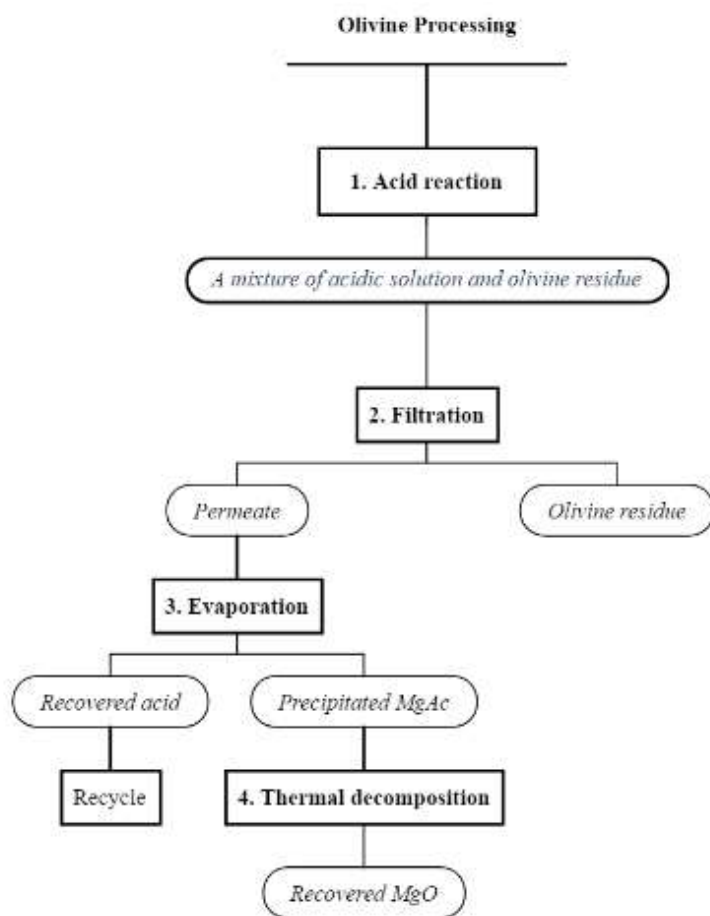 Olivine Processing
1. Acid reaction
A mixture of acidic solution and olivine residue
2. Filtration
Permeate
Olivine residue
3. Evaporation
Recovered acid
Precipitated MgAc
Recycle
4. Thermal decomposition
Recovered MgO